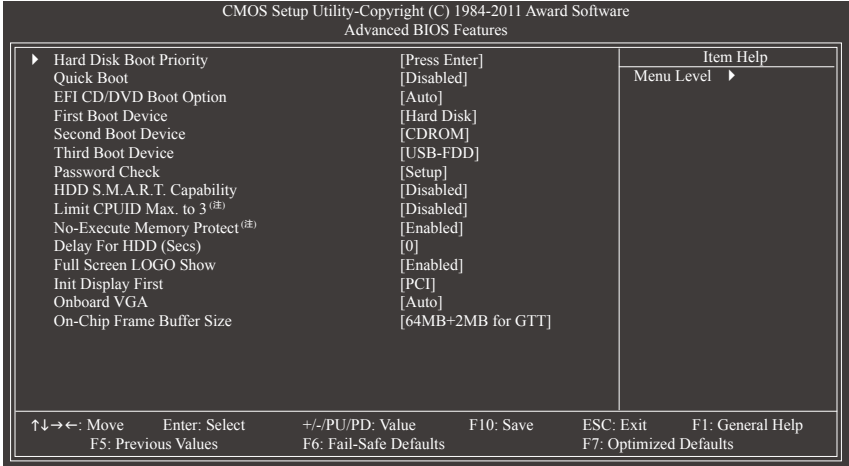 CMOS Setup Utility-Copyright (C) 1984-2011 Award Software
Advanced BIOS Features
▶ Hard Disk Boot Priority [Press Enter]
Quick Boot [Disabled]
EFI CD/DVD Boot Option [Auto]
First Boot Device [Hard Disk]
Second Boot Device [CDROM]
Third Boot Device [USB-FDD]
Password Check [Setup]
HDD S.M.A.R.T. Capability [Disabled]
Limit CPUID Max. to 3 (注) [Disabled]
No-Execute Memory Protect (注) [Enabled]
Delay For HDD (Secs) [0]
Full Screen LOGO Show [Enabled]
Init Display First [PCI]
Onboard VGA [Auto]
On-Chip Frame Buffer Size [64MB+2MB for GTT]
Item Help
Menu Level ▶
↑↓→←: Move Enter: Select +/-/PU/PD: Value F10: Save ESC: Exit F1: General Help
F5: Previous Values F6: Fail-Safe Defaults F7: Optimized Defaults